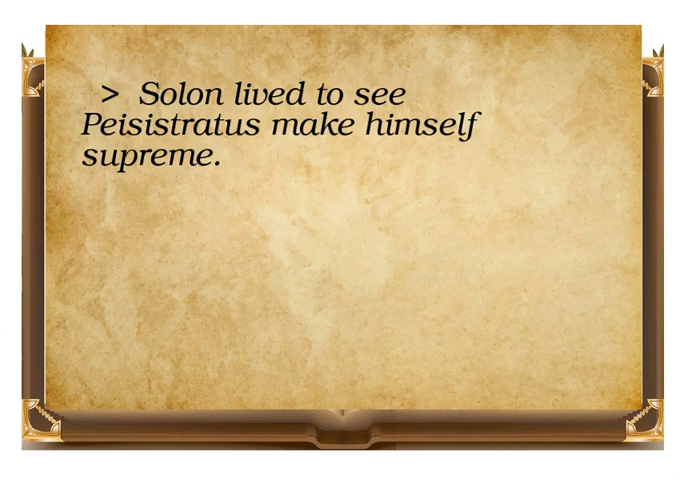 > Solon lived to see
Peisistratus make himself
supreme.